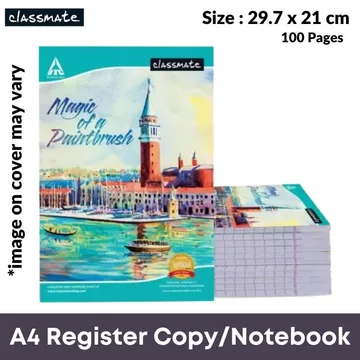 classmate
Size : 29.7 x 21 cm
100 Pages
*image on cover may vary
ITC
classmate
Magic
of a
Paintbrush
A4 Register Copy/Notebook